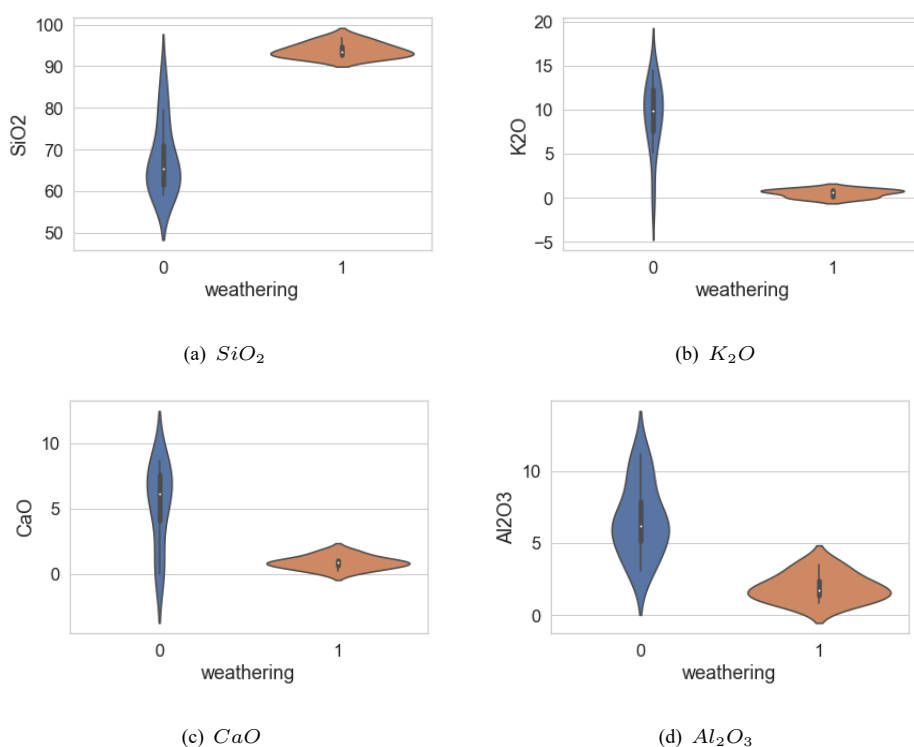 100
90
80
70
60
50
SiO2
0
1
weathering
(a) SiO₂
20
15
10
5
0
−5
K2O
0
1
weathering
(b) K₂O
10
5
0
CaO
0
1
weathering
(c) CaO
10
5
0
Al2O3
0
1
weathering
(d) Al₂O₃